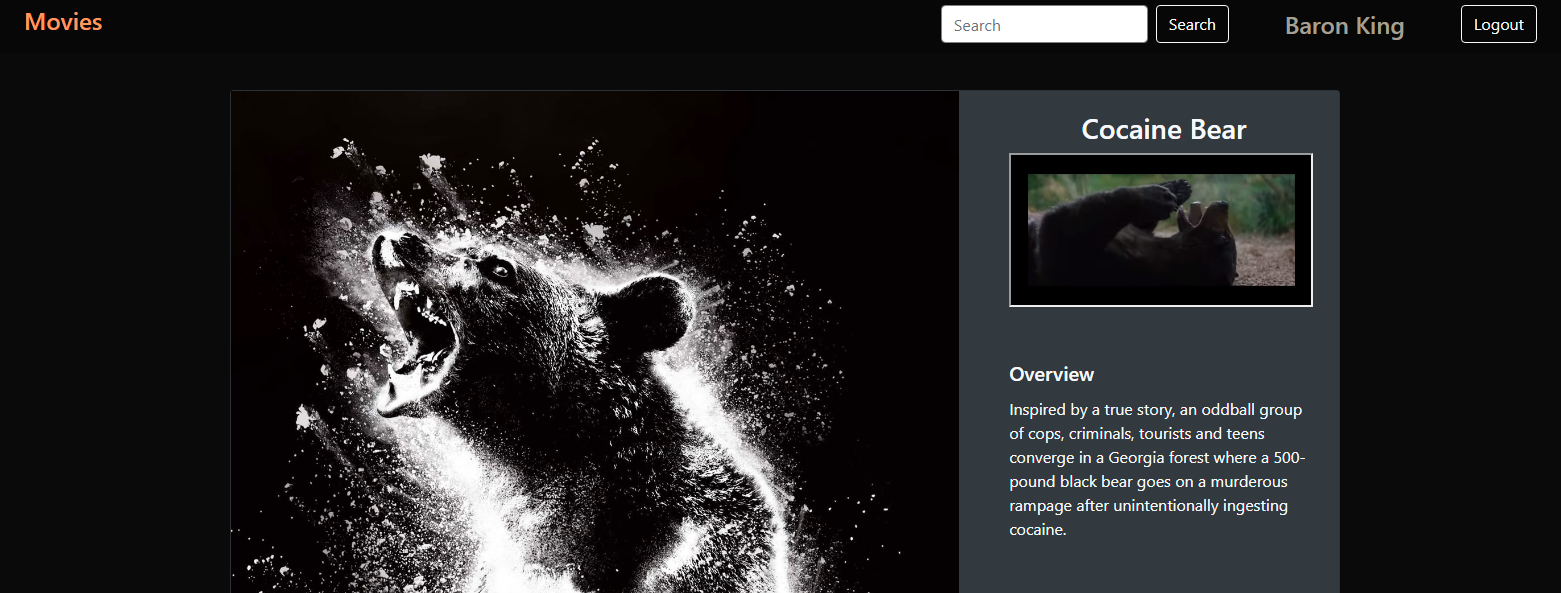 Movies
Search
Search
Baron King
Logout
Cocaine Bear
Overview
Inspired by a true story, an oddball group
of cops, criminals, tourists and teens
converge in a Georgia forest where a 500-
pound black bear goes on a murderous
rampage after unintentionally ingesting
cocaine.